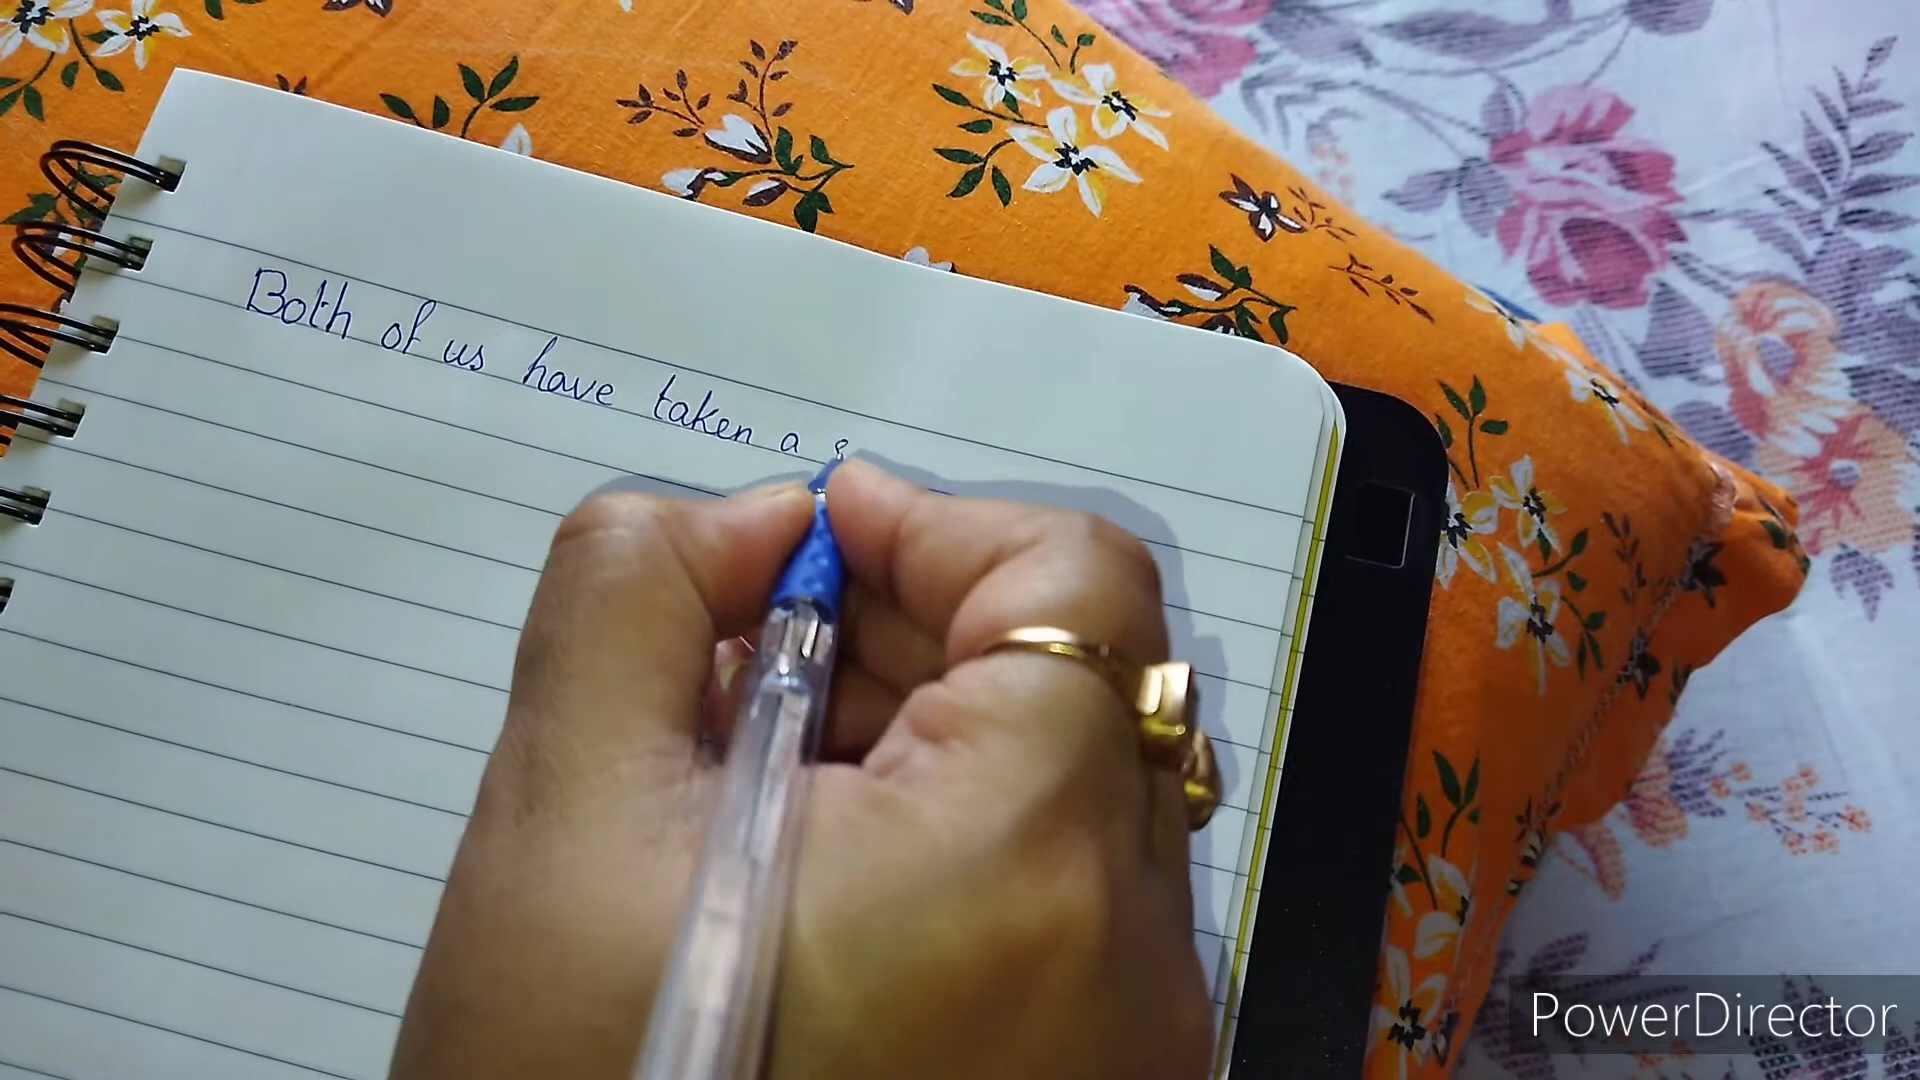 Both of us have taken a
PowerDirector